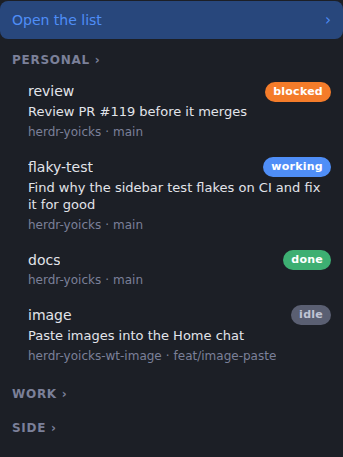 Open the list ›
PERSONAL ›
review blocked
Review PR #119 before it merges
herdr-yoicks · main
flaky-test working
Find why the sidebar test flakes on CI and fix
it for good
herdr-yoicks · main
docs done
herdr-yoicks · main
image idle
Paste images into the Home chat
herdr-yoicks-wt-image · feat/image-paste
WORK ›
SIDE ›